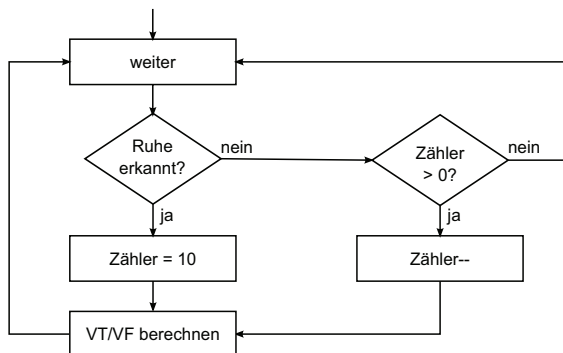 weiter
Ruhe
erkannt?
nein
Zähler
> 0?
nein
ja
ja
Zähler = 10
Zähler--
VT/VF berechnen